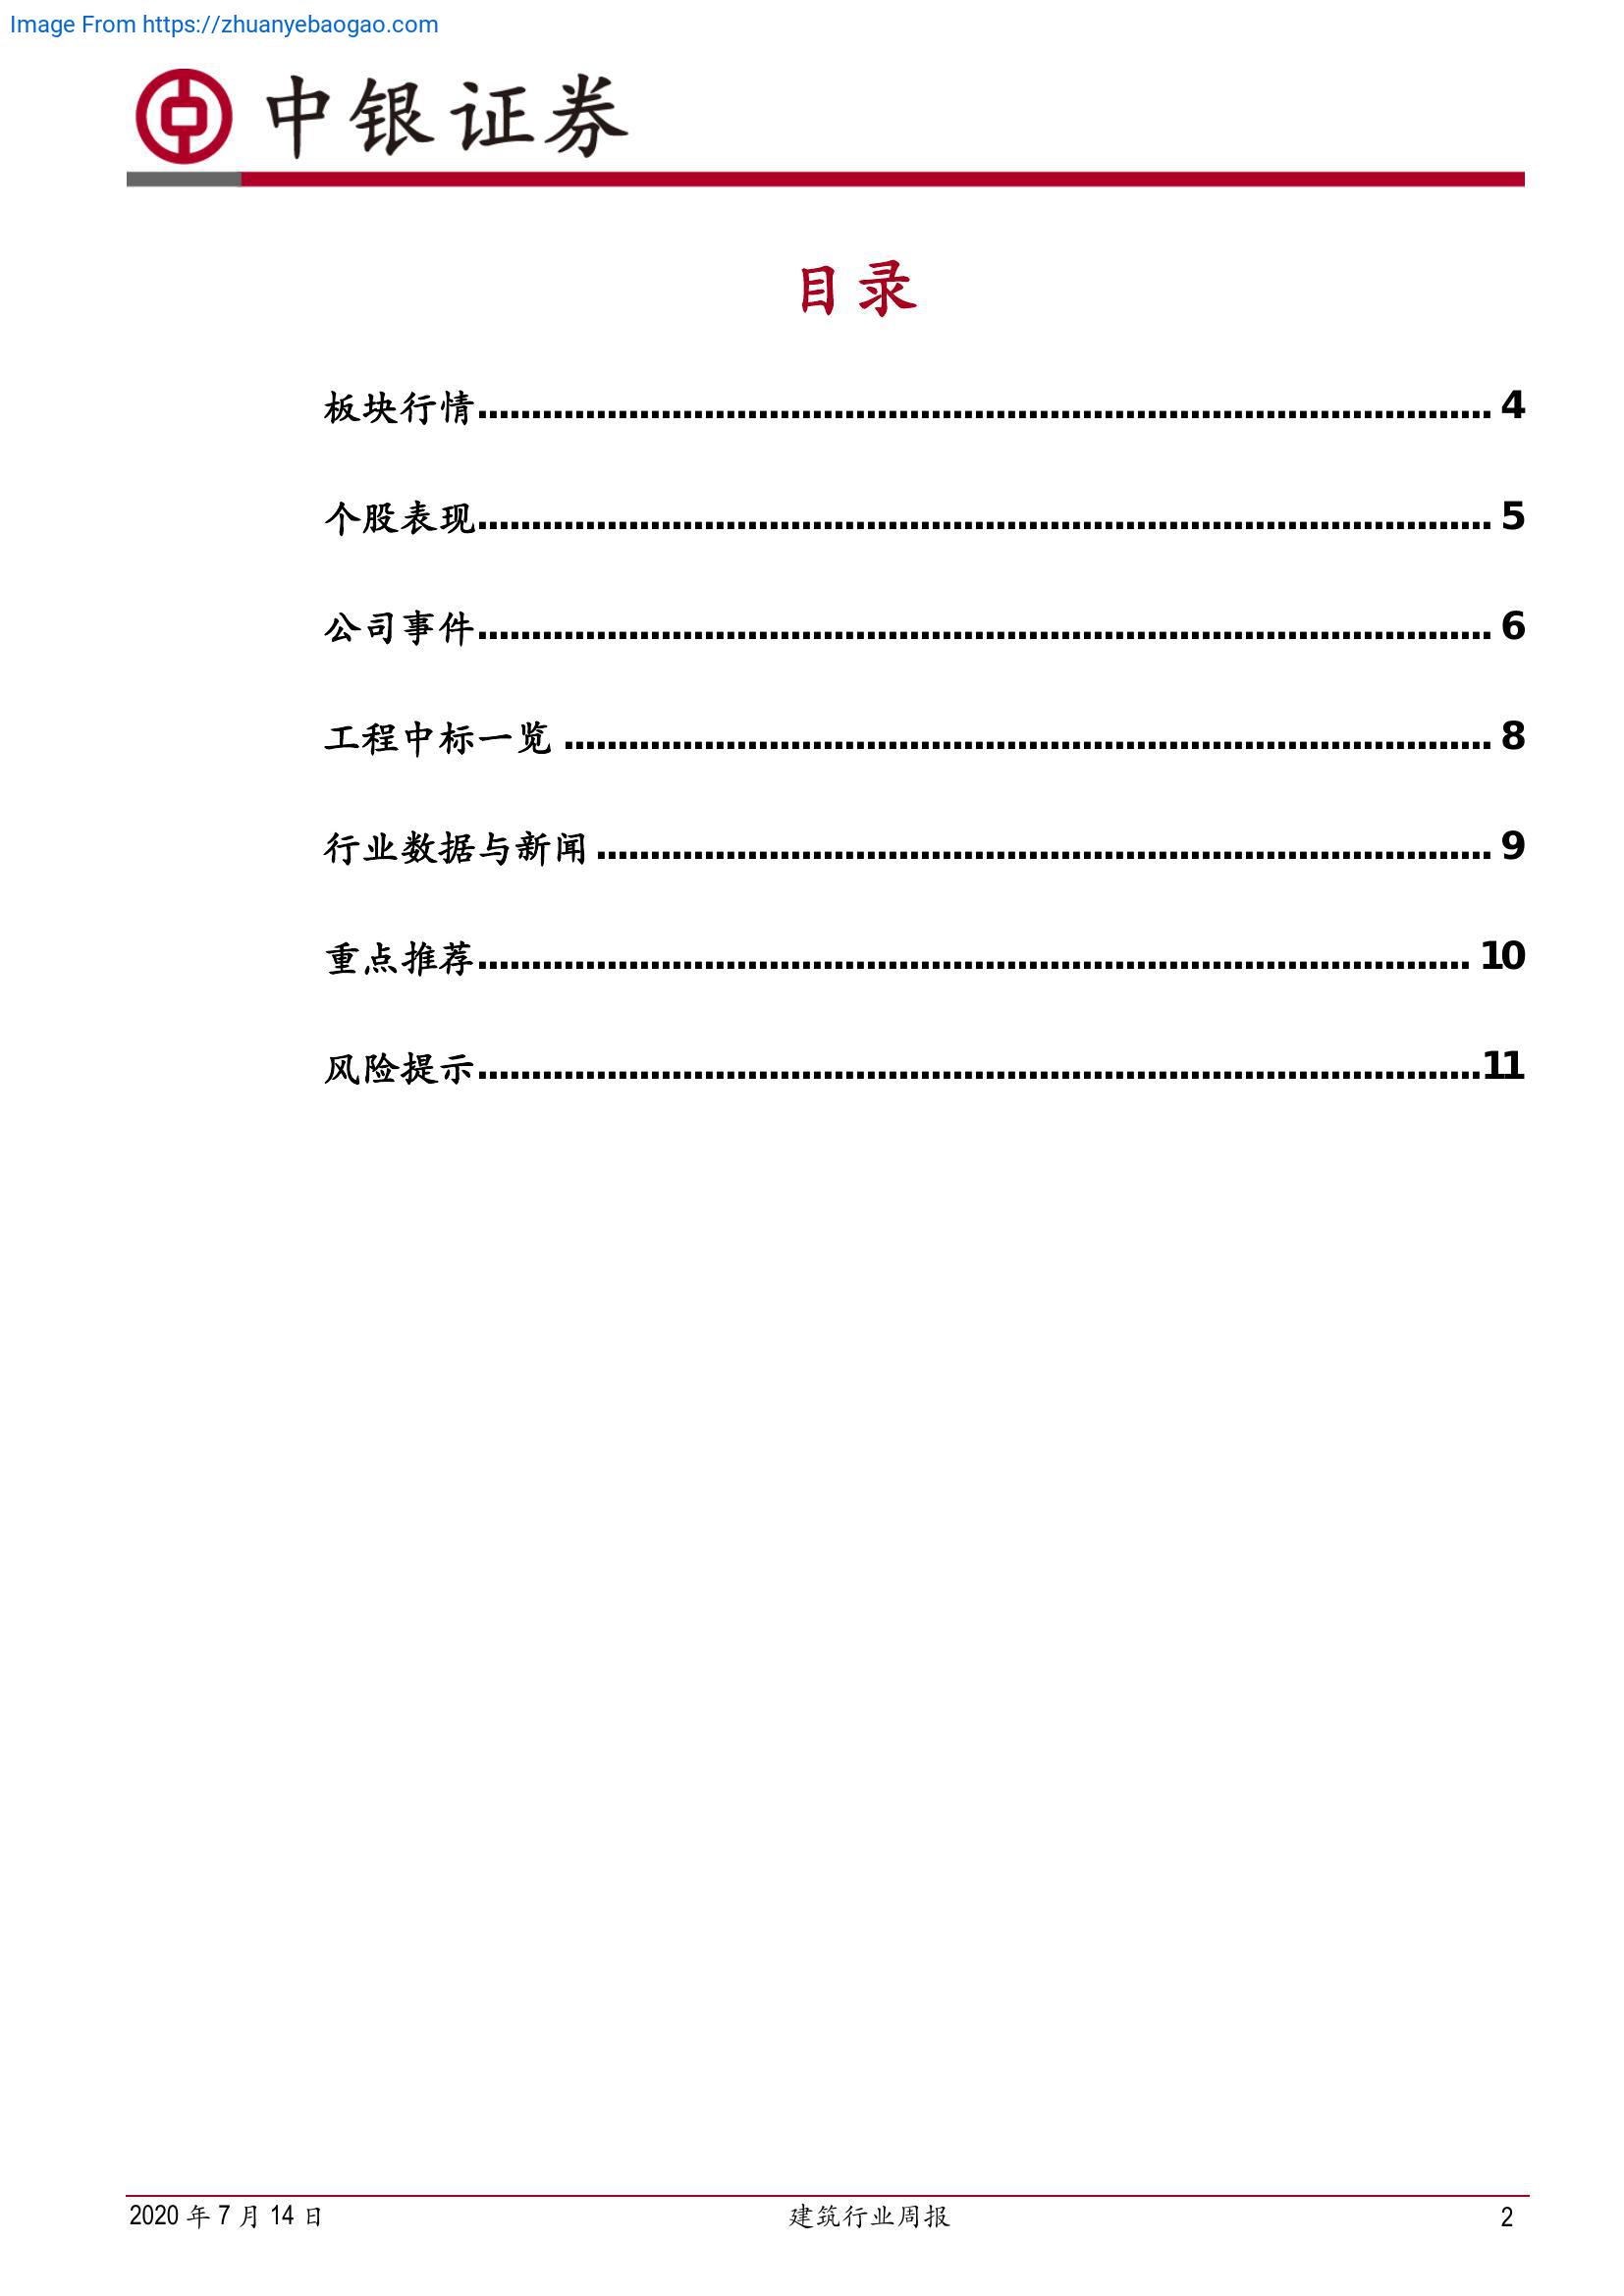 Image From https://zhuanyebaogao.com
中银证券
目录
板块行情.................................................................................................. 4
个股表现.................................................................................................. 5
公司事件.................................................................................................. 6
工程中标一览 .......................................................................................... 8
行业数据与新闻 ....................................................................................... 9
重点推荐................................................................................................ 10
风险提示.................................................................................................11
2020 年 7 月 14 日
建筑行业周报
2